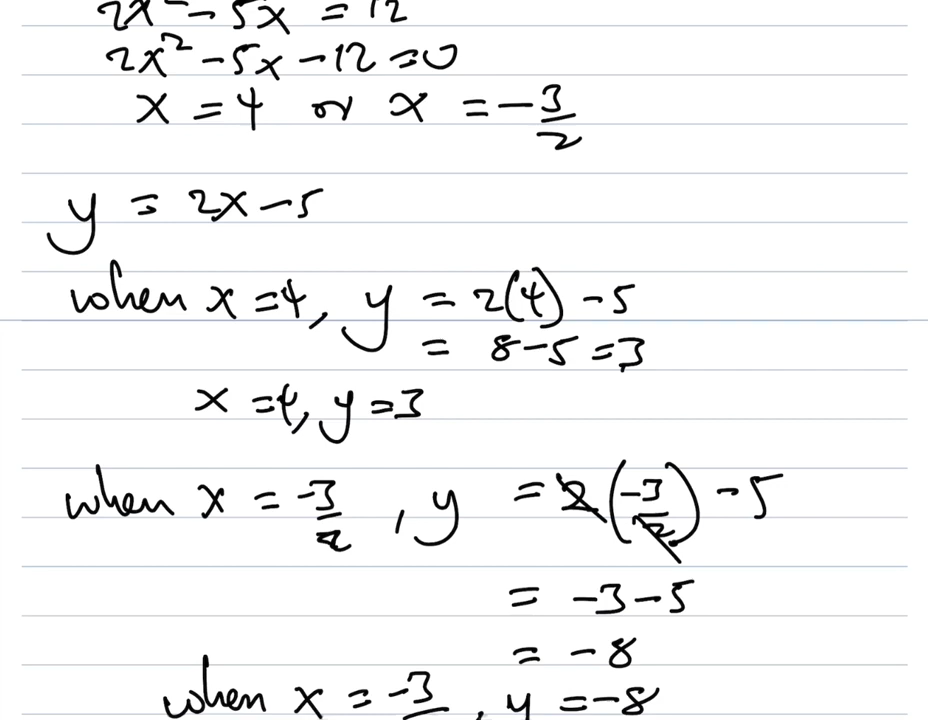 2x² - 5x = 12
2x² - 5x - 12 = 0
x = 4 or x = -3/2
y = 2x - 5
when x = 4, y = 2(4) - 5
= 8 - 5 = 3
x = 4, y = 3
when x = -3/2, y = 2(-3/2) - 5
= -3 - 5
= -8
when x = -3, y = -8